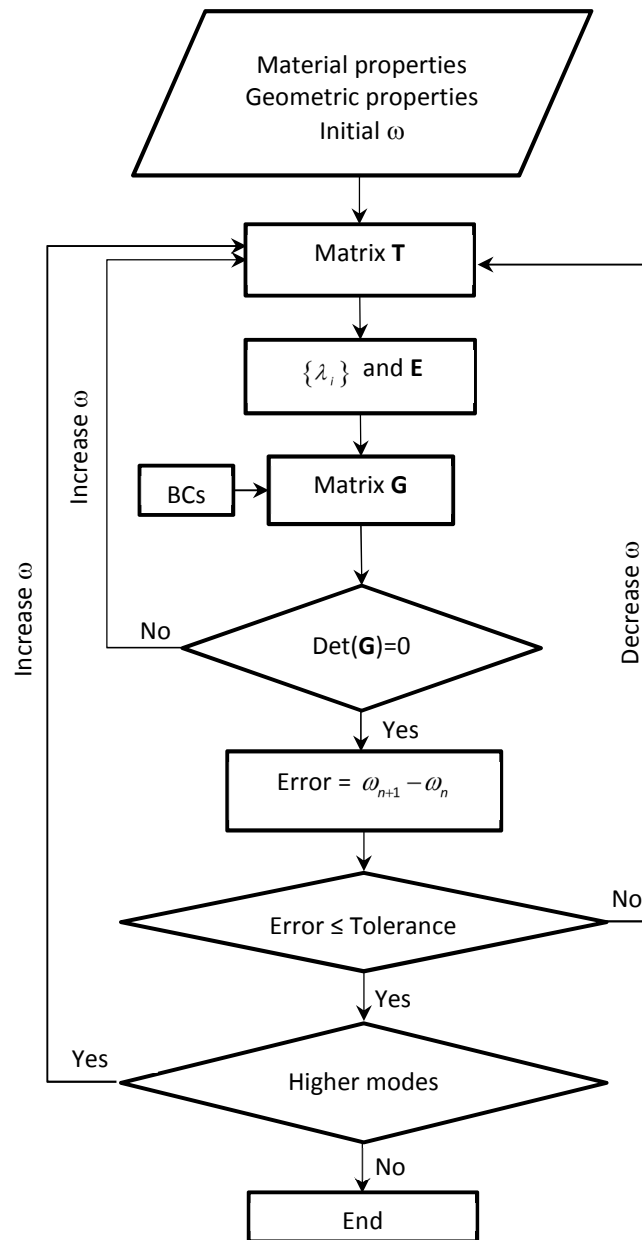 Material properties
Geometric properties
Initial ω
Matrix T
{λi} and E
Increase ω
BCs
Matrix G
Increase ω
Decrease ω
No
Det(G)=0
Yes
Error = ωn+1 − ωn
No
Error ≤ Tolerance
Yes
Yes
Higher modes
No
End